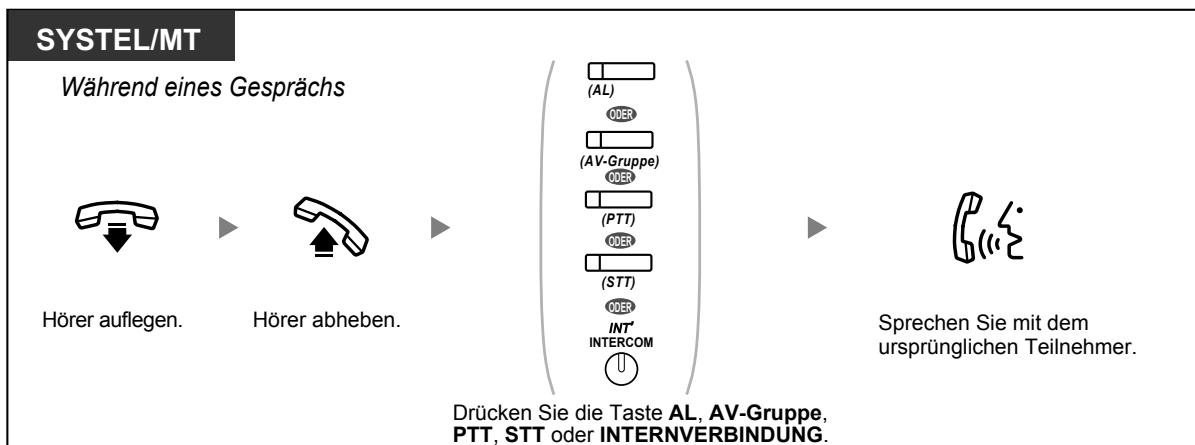 SYSTEL/MT
Während eines Gesprächs
(AL)
ODER
(AV-Gruppe)
ODER
(PTT)
ODER
(STT)
ODER
INT'
INTERCOM
Hörer auflegen.
Hörer abheben.
Drücken Sie die Taste AL, AV-Gruppe,
PTT, STT oder INTERNVERBINDUNG.
Sprechen Sie mit dem
ursprünglichen Teilnehmer.